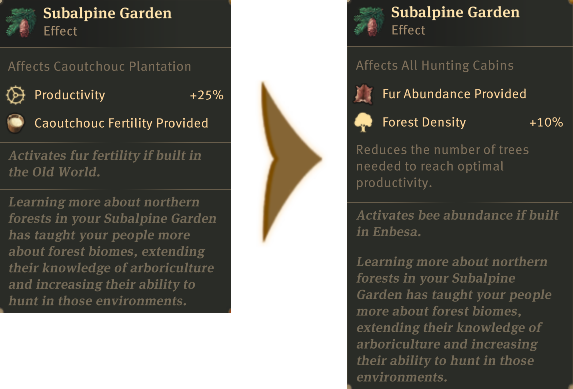 Subalpine Garden
Effect
Affects Caoutchouc Plantation
Productivity +25%
Caoutchouc Fertility Provided
Activates fur fertility if built in
the Old World.
Learning more about northern
forests in your Subalpine Garden
has taught your people more
about forest biomes, extending
their knowledge of arboriculture
and increasing their ability to
hunt in those environments.
Subalpine Garden
Effect
Affects All Hunting Cabins
Fur Abundance Provided
Forest Density +10%
Reduces the number of trees
needed to reach optimal
productivity.
Activates bee abundance if built
in Enbesa.
Learning more about northern
forests in your Subalpine
Garden has taught your people
more about forest biomes,
extending their knowledge of
arboriculture and increasing
their ability to hunt in those
environments.